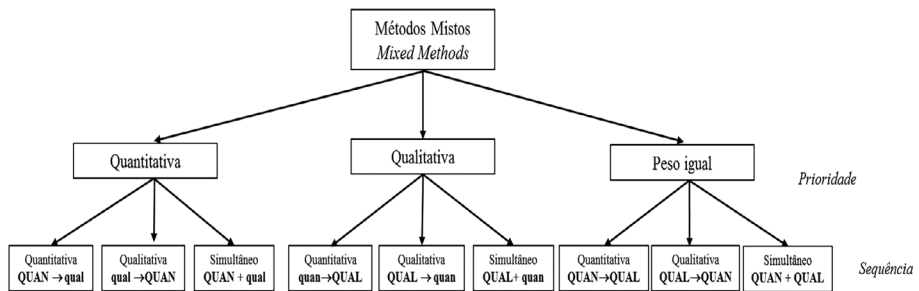 Métodos Mistos
Mixed Methods
Quantitativa
Qualitativa
Peso igual
Prioridade
Quantitativa
QUAN → qual
Qualitativa
qual →QUAN
Simultâneo
QUAN + qual
Quantitativa
quan→QUAL
Qualitativa
QUAL → quan
Simultâneo
QUAL+ quan
Quantitativa
QUAN→QUAL
Qualitativa
QUAL→QUAN
Simultâneo
QUAN + QUAL
Sequência